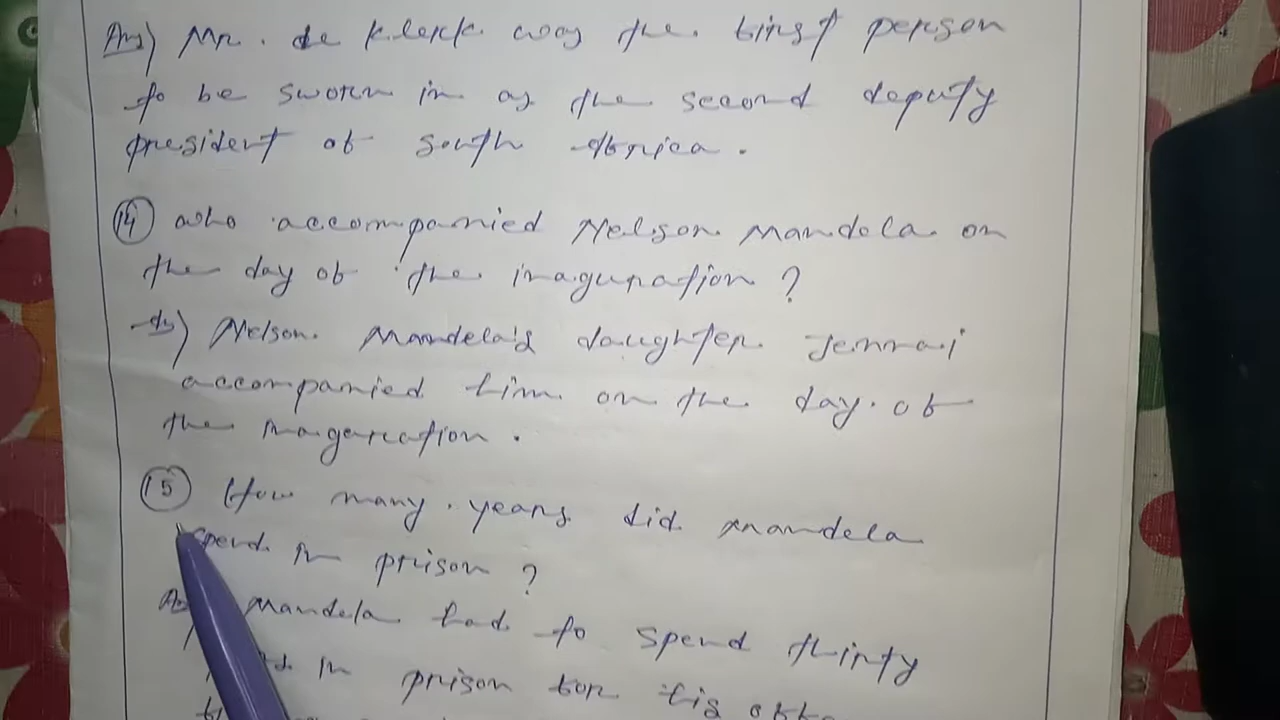 Ans) Mr. de klerk was the first person
to be sworn in as the second deputy
president of south Africa.
(14) who accompanied Nelson Mandela on
the day of the inaguration ?
Ans) Nelson Mandela's daughter Jennai
accompanied him on the day of
the inaguration.
(15) How many years did mandela
spend in prison ?
Ans mandela had to spend thirty
in prison for his